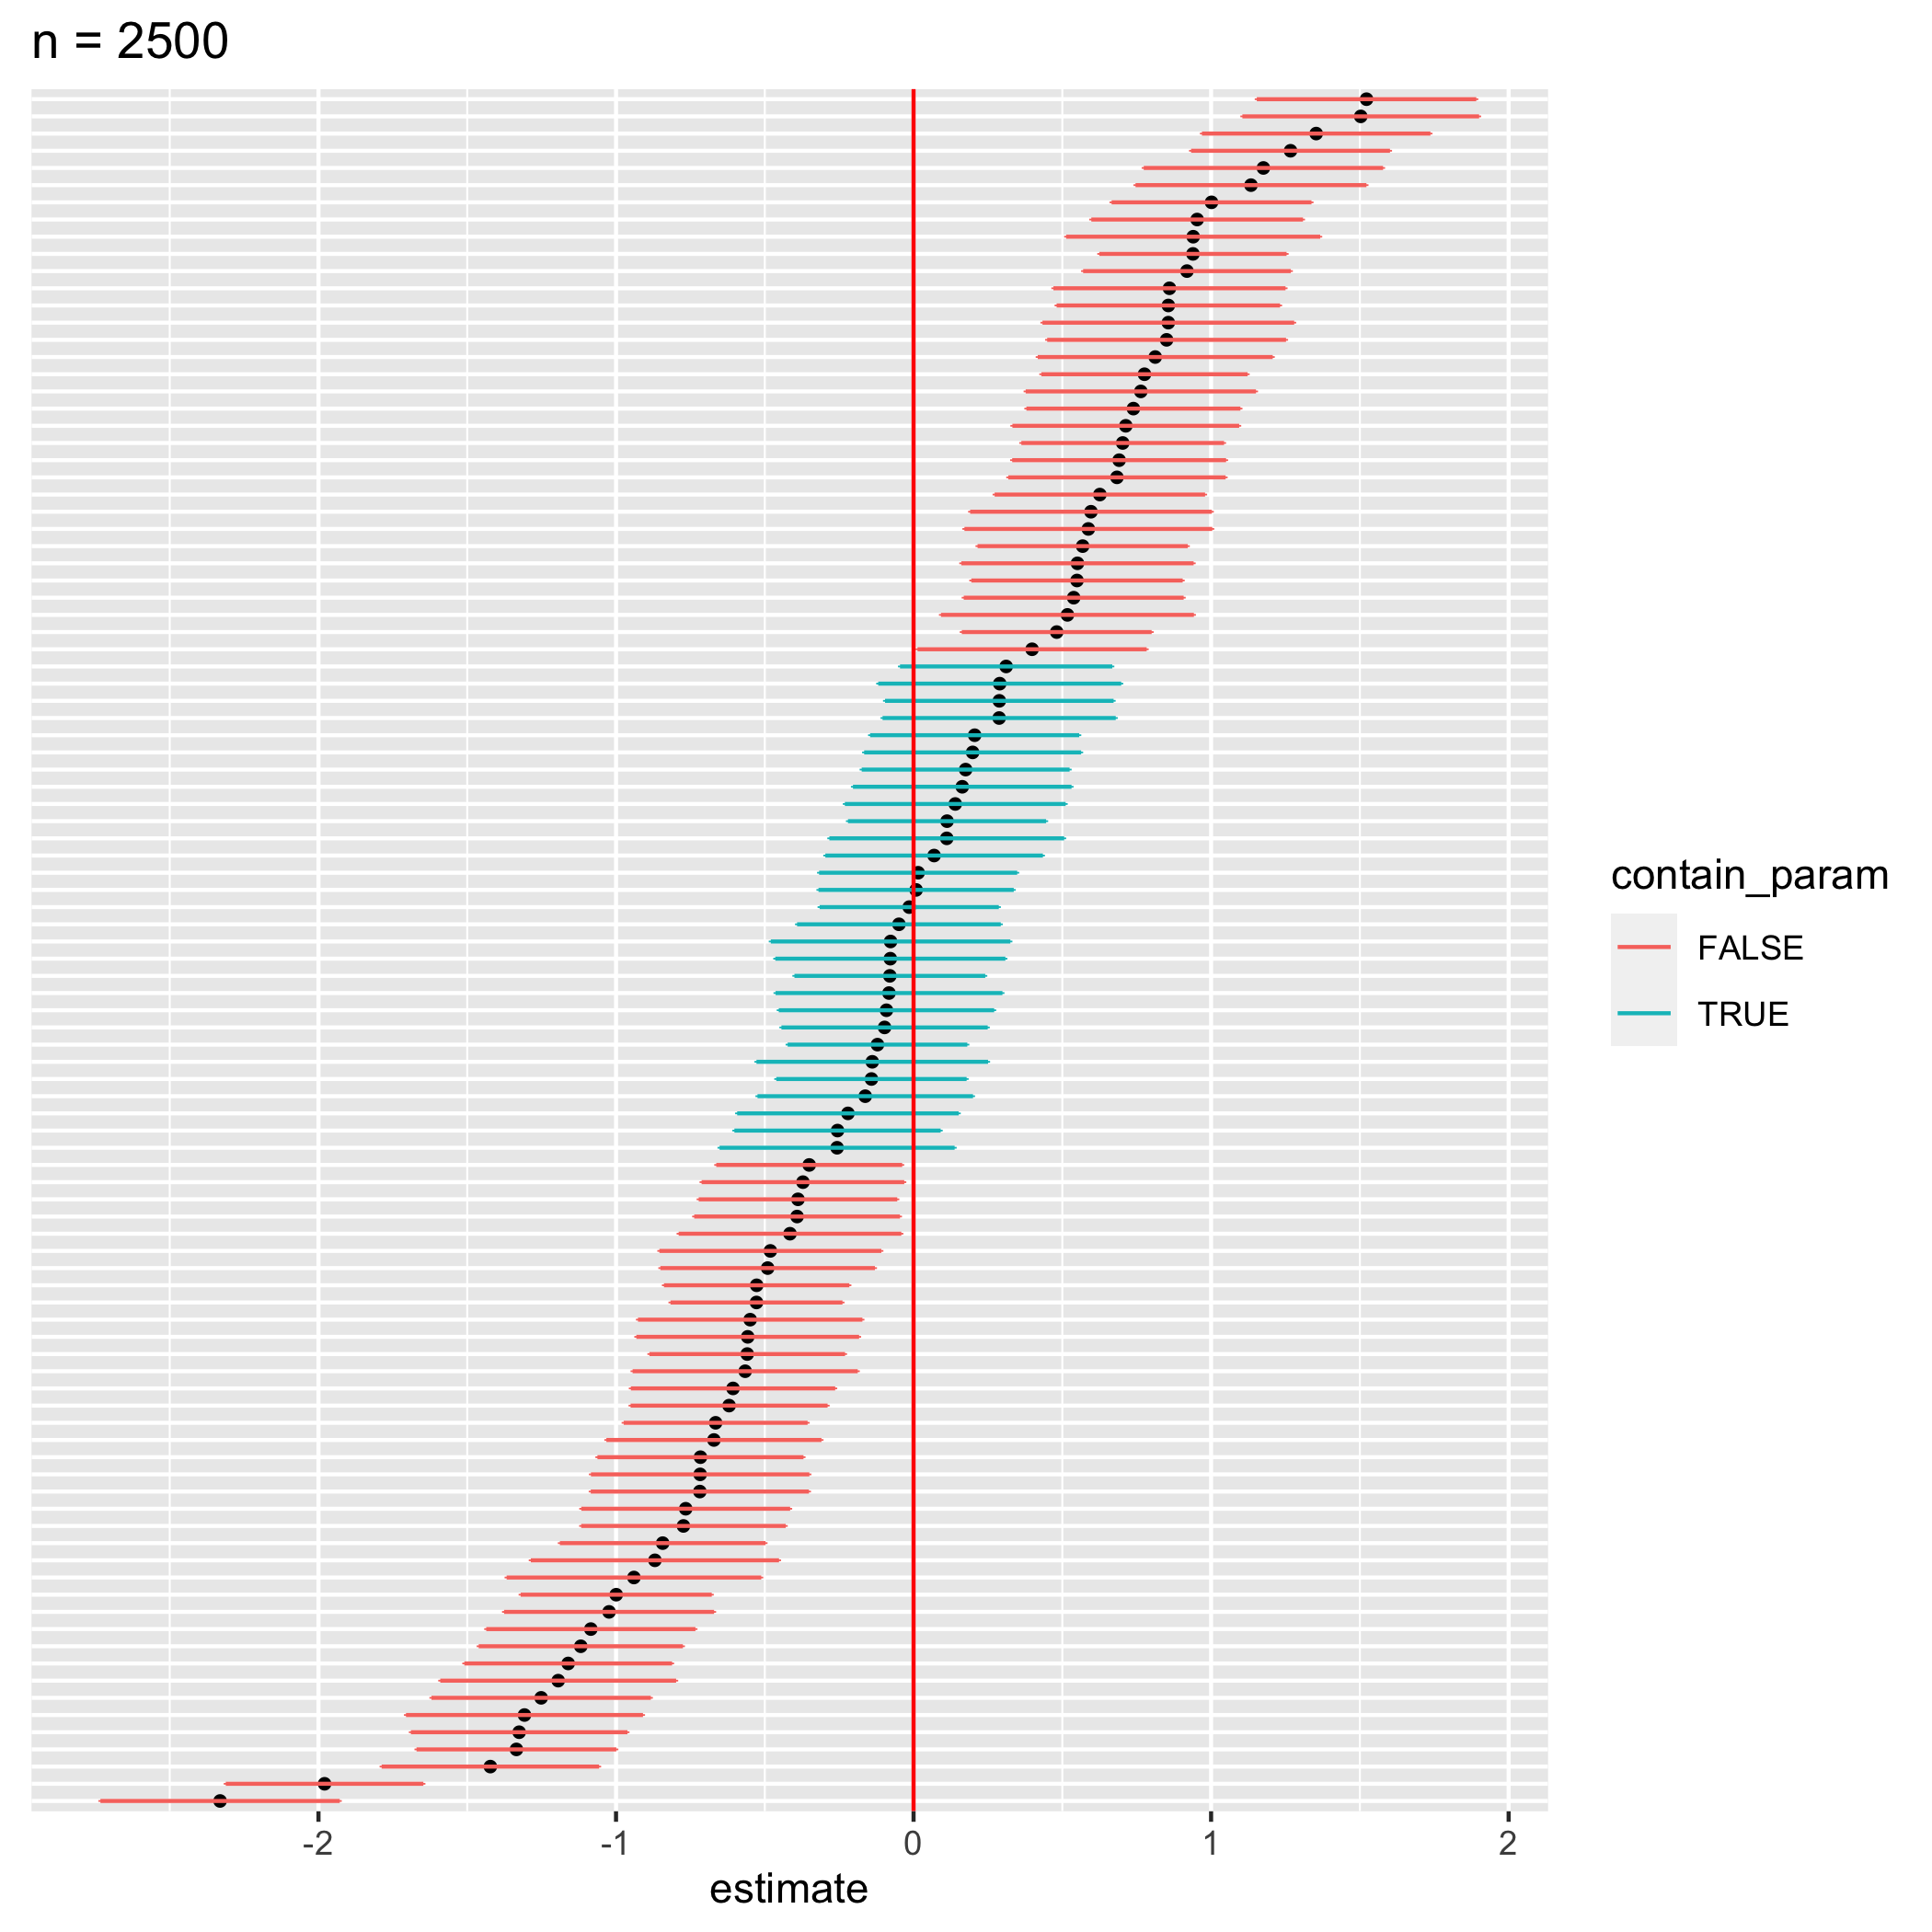 n = 2500
contain_param
FALSE
TRUE
-2 -1 0 1 2
estimate